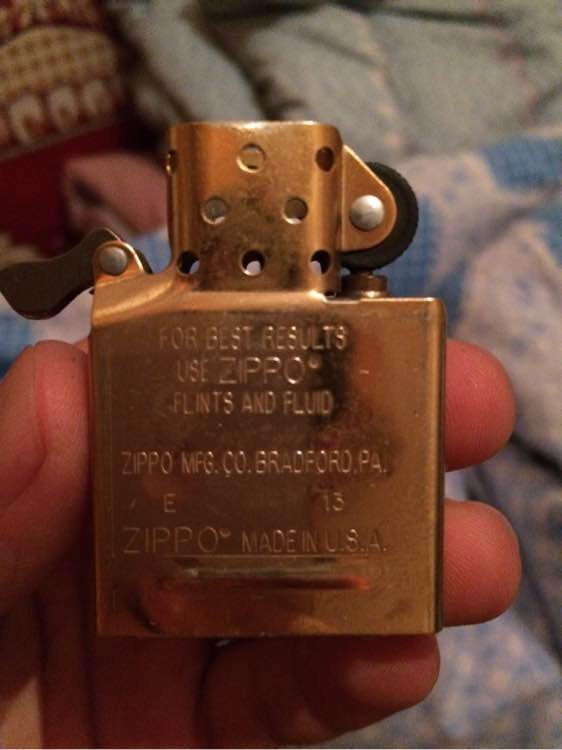 FOR BEST RESULTS
USE ZIPPO®
FLINTS AND FLUID
ZIPPO MFG. CO. BRADFORD, PA.
E 13
ZIPPO® MADE IN U.S.A.